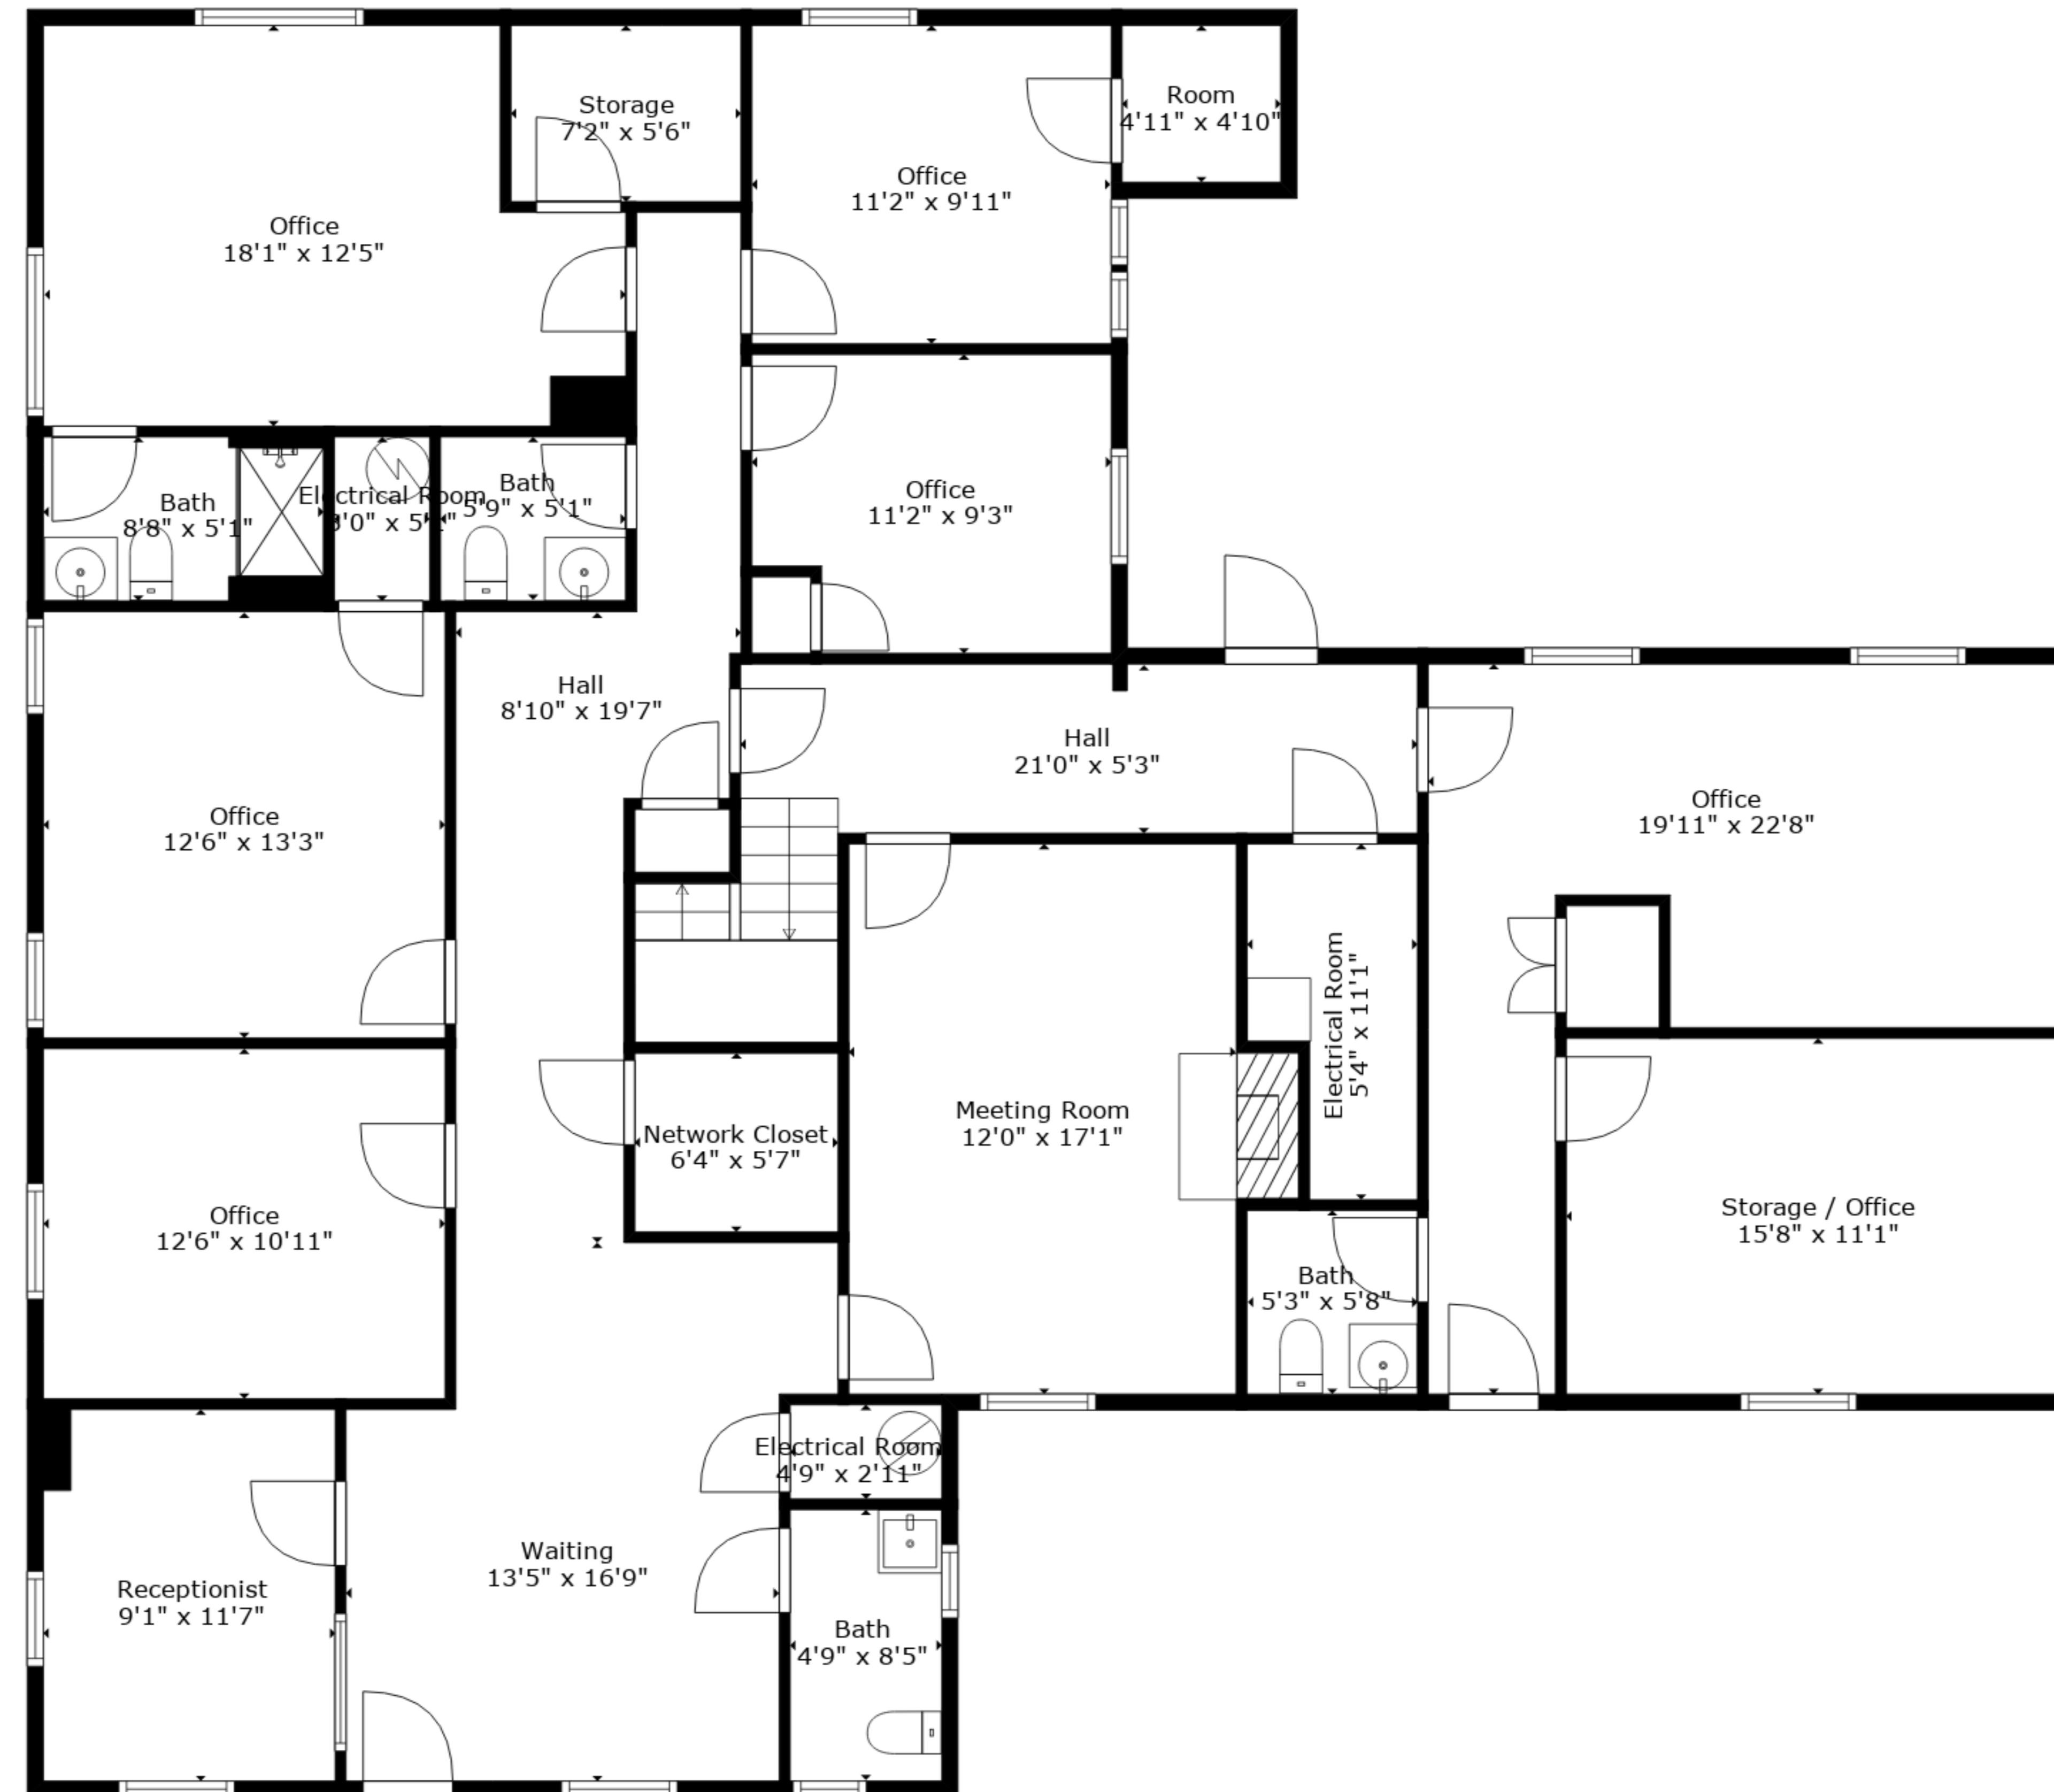 Storage
7'2" x 5'6"
Room
4'11" x 4'10"
Office
11'2" x 9'11"
Office
18'1" x 12'5"
Bath
8'8" x 5'1"
Electrical Room
Bath
5'9" x 5'1"
Office
11'2" x 9'3"
Hall
8'10" x 19'7"
Hall
21'0" x 5'3"
Office
12'6" x 13'3"
Office
19'11" x 22'8"
Electrical Room
5'4" x 11'1"
Meeting Room
12'0" x 17'1"
Network Closet
6'4" x 5'7"
Office
12'6" x 10'11"
Storage / Office
15'8" x 11'1"
Bath
5'3" x 5'8"
Electrical Room
4'9" x 2'11"
Waiting
13'5" x 16'9"
Receptionist
9'1" x 11'7"
Bath
4'9" x 8'5"